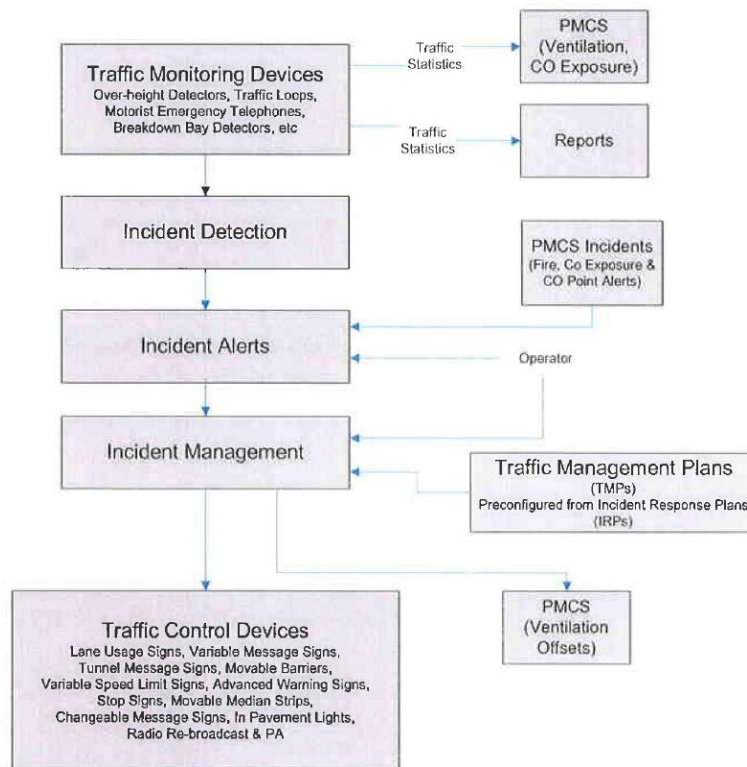 Traffic Monitoring Devices
Over-height Detectors, Traffic Loops,
Motorist Emergency Telephones,
Breakdown Bay Detectors, etc
Traffic
Statistics
PMCS
(Ventilation,
CO Exposure)
Traffic
Statistics
Reports
Incident Detection
PMCS Incidents
(Fire, Co Exposure &
CO Point Alerts)
Incident Alerts
Operator
Incident Management
Traffic Management Plans
(TMPs)
Preconfigured from Incident Response Plans
(IRPs)
Traffic Control Devices
Lane Usage Signs, Variable Message Signs,
Tunnel Message Signs, Movable Barriers,
Variable Speed Limit Signs, Advanced Warning Signs,
Stop Signs, Movable Median Strips,
Changeable Message Signs, In Pavement Lights,
Radio Re-broadcast & PA
PMCS
(Ventilation
Offsets)